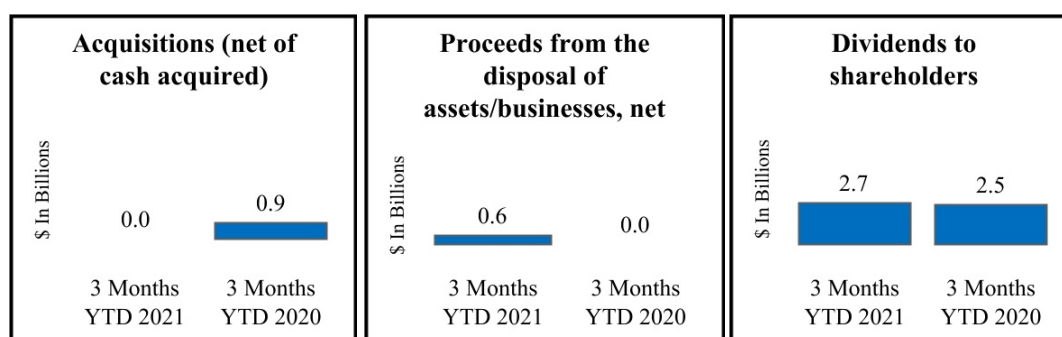 Acquisitions (net of
cash acquired)
$ In Billions
0.0
0.9
3 Months
YTD 2021
3 Months
YTD 2020
Proceeds from the
disposal of
assets/businesses, net
$ In Billions
0.6
0.0
3 Months
YTD 2021
3 Months
YTD 2020
Dividends to
shareholders
$ In Billions
2.7
2.5
3 Months
YTD 2021
3 Months
YTD 2020